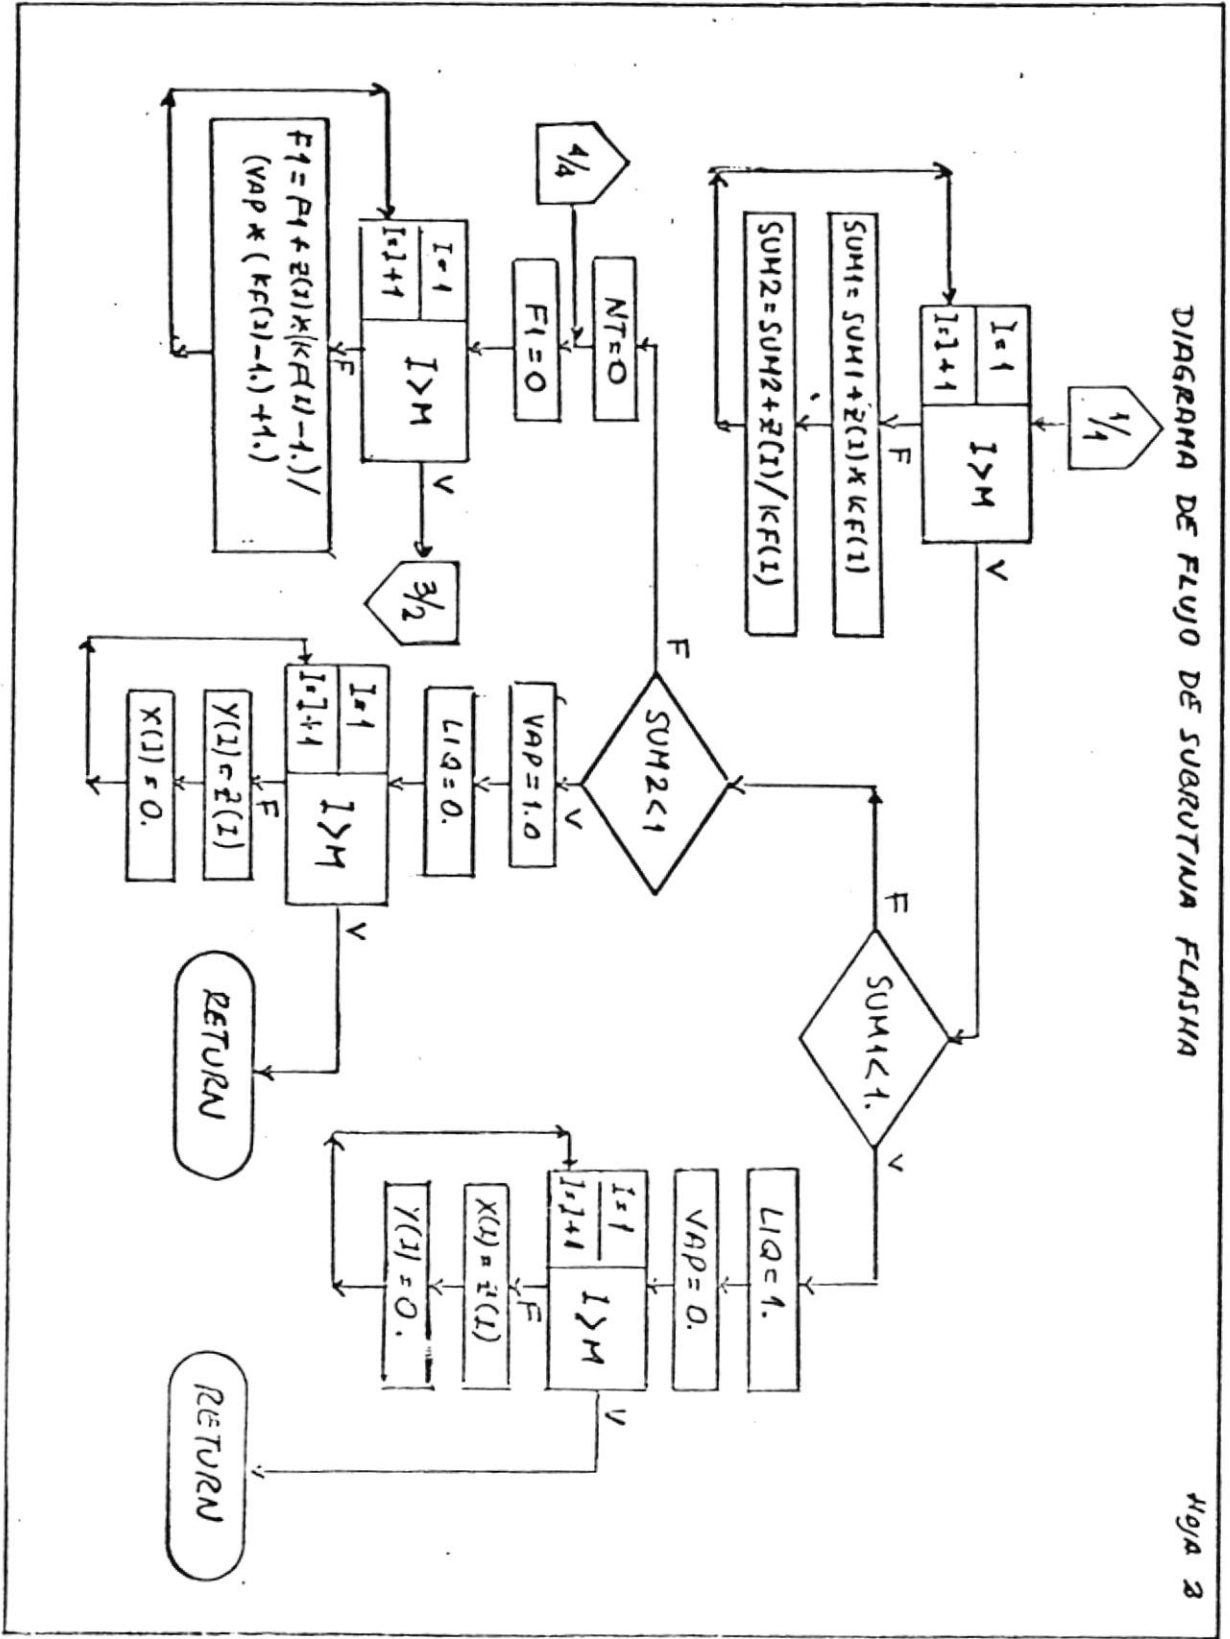 DIAGRAMA DE FLUJO DE SUBRUTINA FLASHA
HOJA 2
1/1
I=1
I=I+1
I>M
V
F
SUM1=SUM1+Z(I)*KF(I)
SUM2=SUM2+Z(I)/KF(I)
SUM1<1.
F
V
LIQ=1.
VAP=0.
I=1
I=I+1
I>M
V
F
X(I)=Z(I)
Y(I)=0.
RETURN
SUM2<1
F
V
VAP=1.0
LIQ=0.
I=1
I=I+1
I>M
V
F
Y(I)=Z(I)
X(I)=0.
RETURN
NT=0
4/4
F1=0
I=1
I=I+1
I>M
V
3/2
F
F1=F1+Z(I)*(KF(I)-1.)/
(VAP*(KF(I)-1.)+1.)